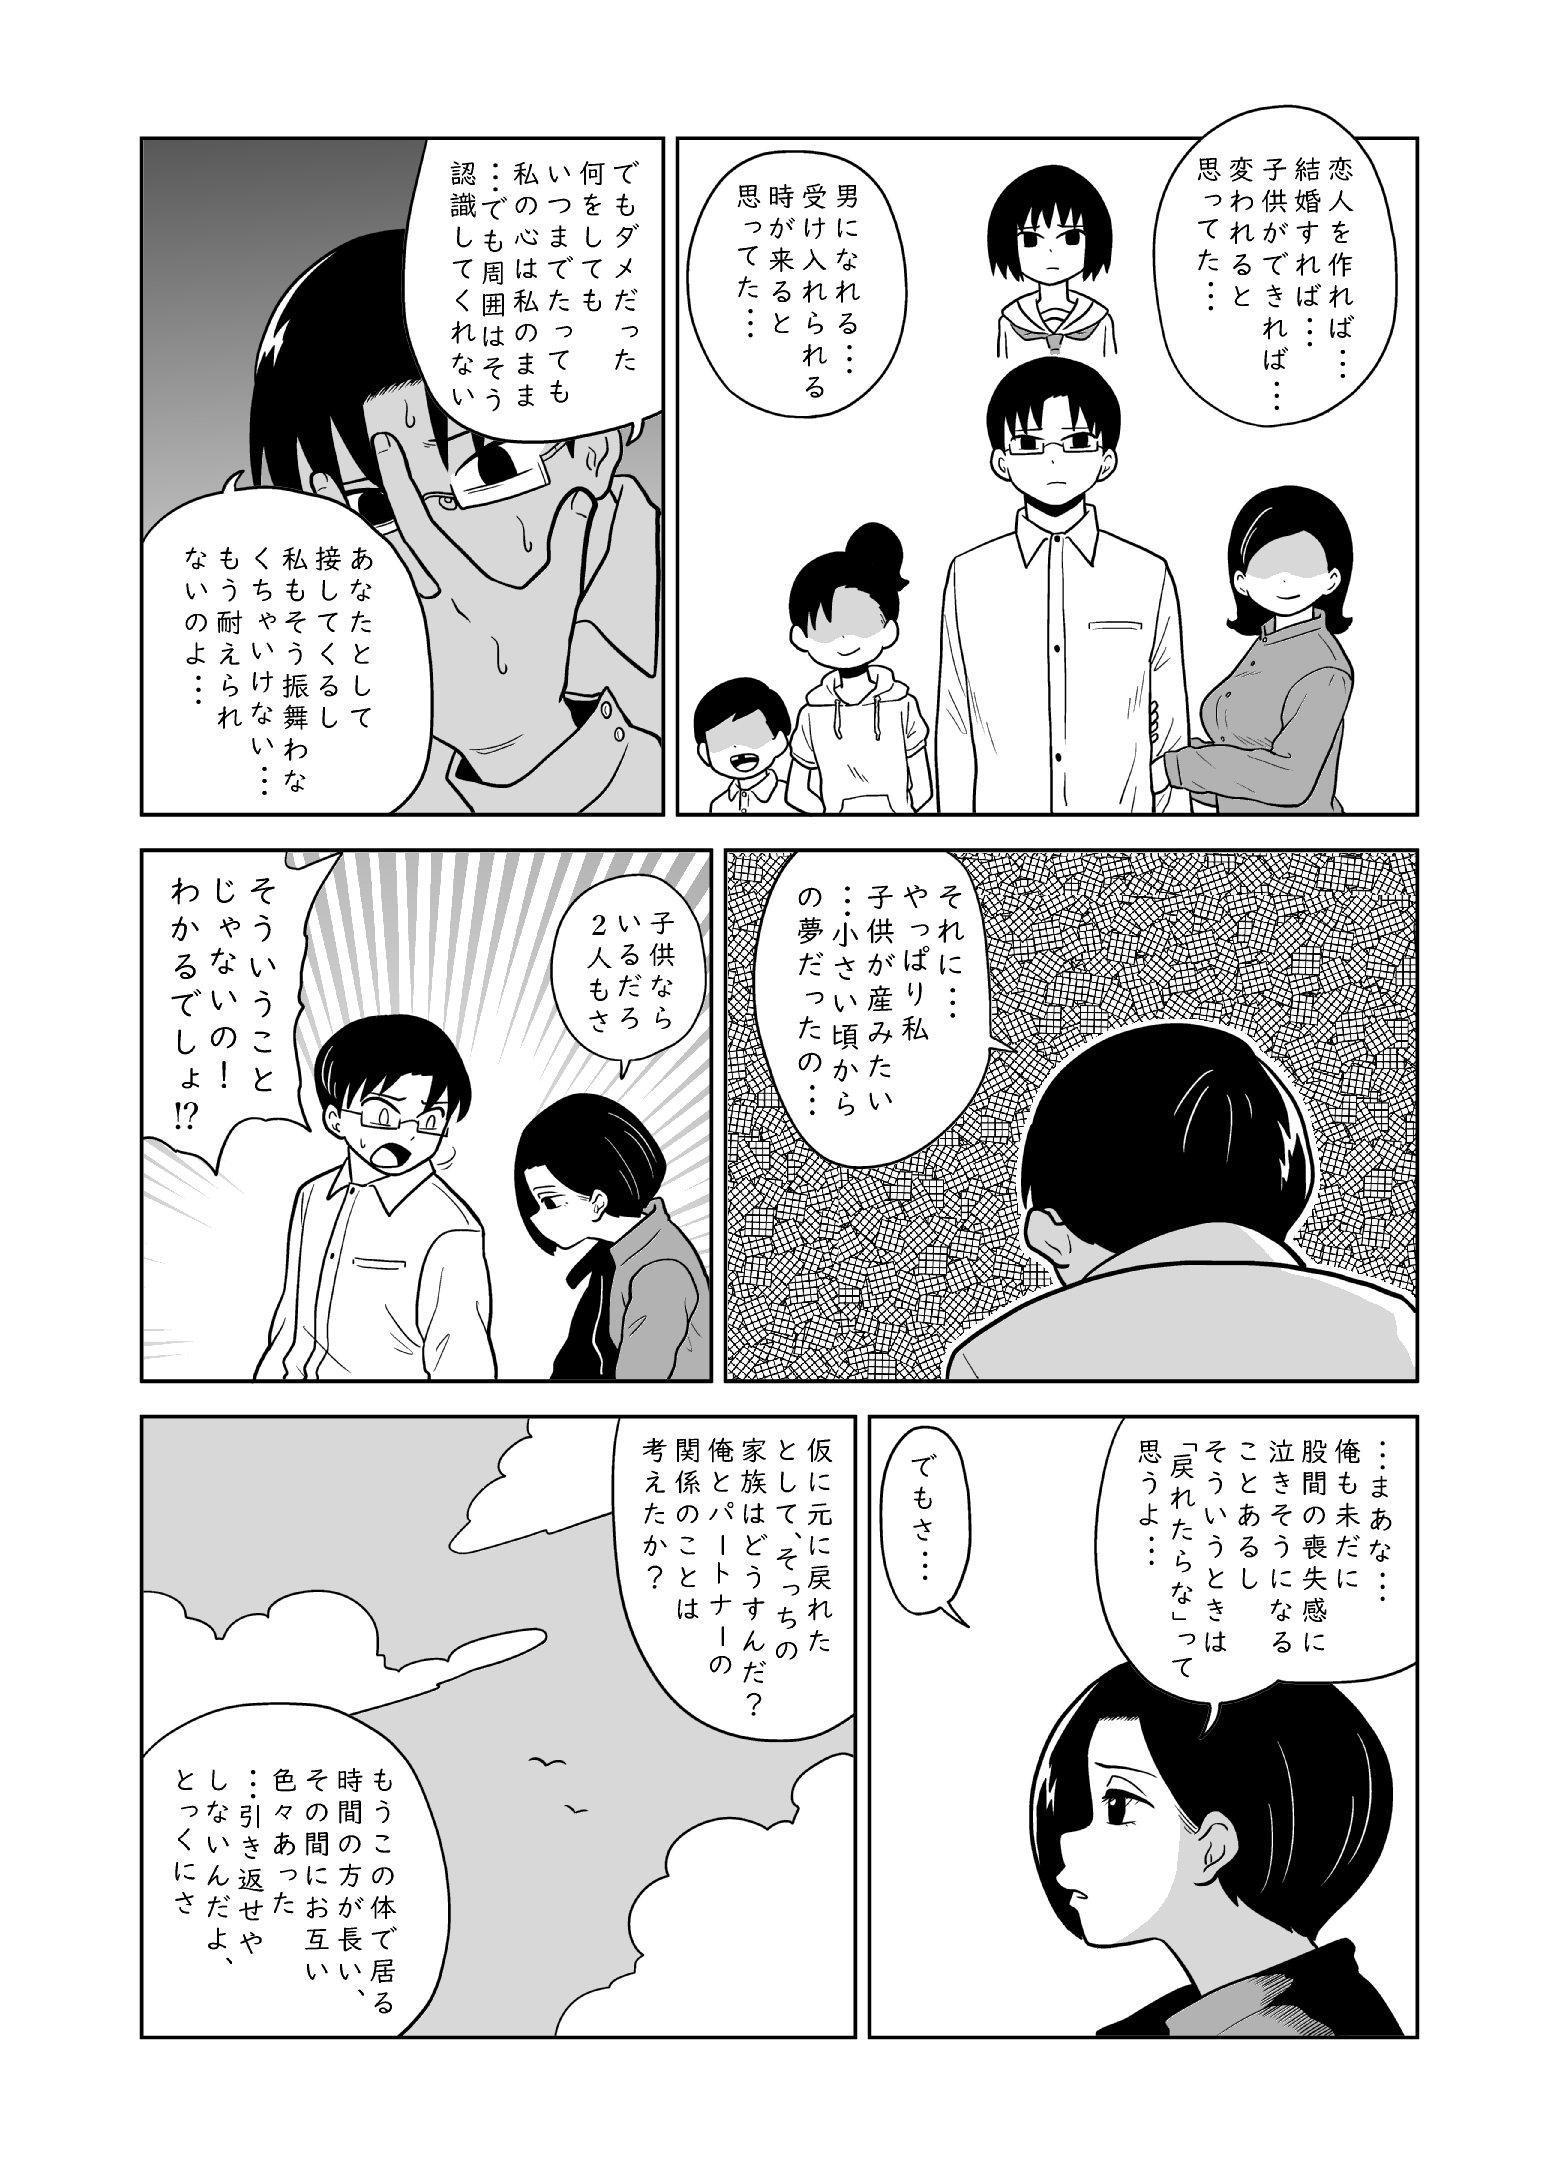 恋人を作れば…
結婚すれば…
子供ができれば…
変われると
思ってた…
男になれる…
受け入れられる
時が来ると
思ってた…
でもダメだった
何をしても
いつまでたっても
私の心は私のまま
…でも周囲はそう
認識してくれない
あなたとして
接してくるし
私もそう振舞わな
くちゃいけない…
もう耐えられ
ないのよ…
それに…
やっぱり私
子供が産みたい
…小さい頃から
の夢だったの…
子供なら
いるだろ
２人もさ
そういうこと
じゃないの！
わかるでしょ⁉
…まあな…
俺も未だに
股間の喪失感に
泣きそうになる
ことあるし
そういうときは
「戻れたらな」って
思うよ…
でもさ…
仮に元に戻れた
として、そっちの
家族はどうすんだ？
俺とパートナーの
関係のことは
考えたか？
もうこの体で居る
時間の方が長い、
その間にお互い
色々あった
…引き返せや
しないんだよ、
とっくにさ